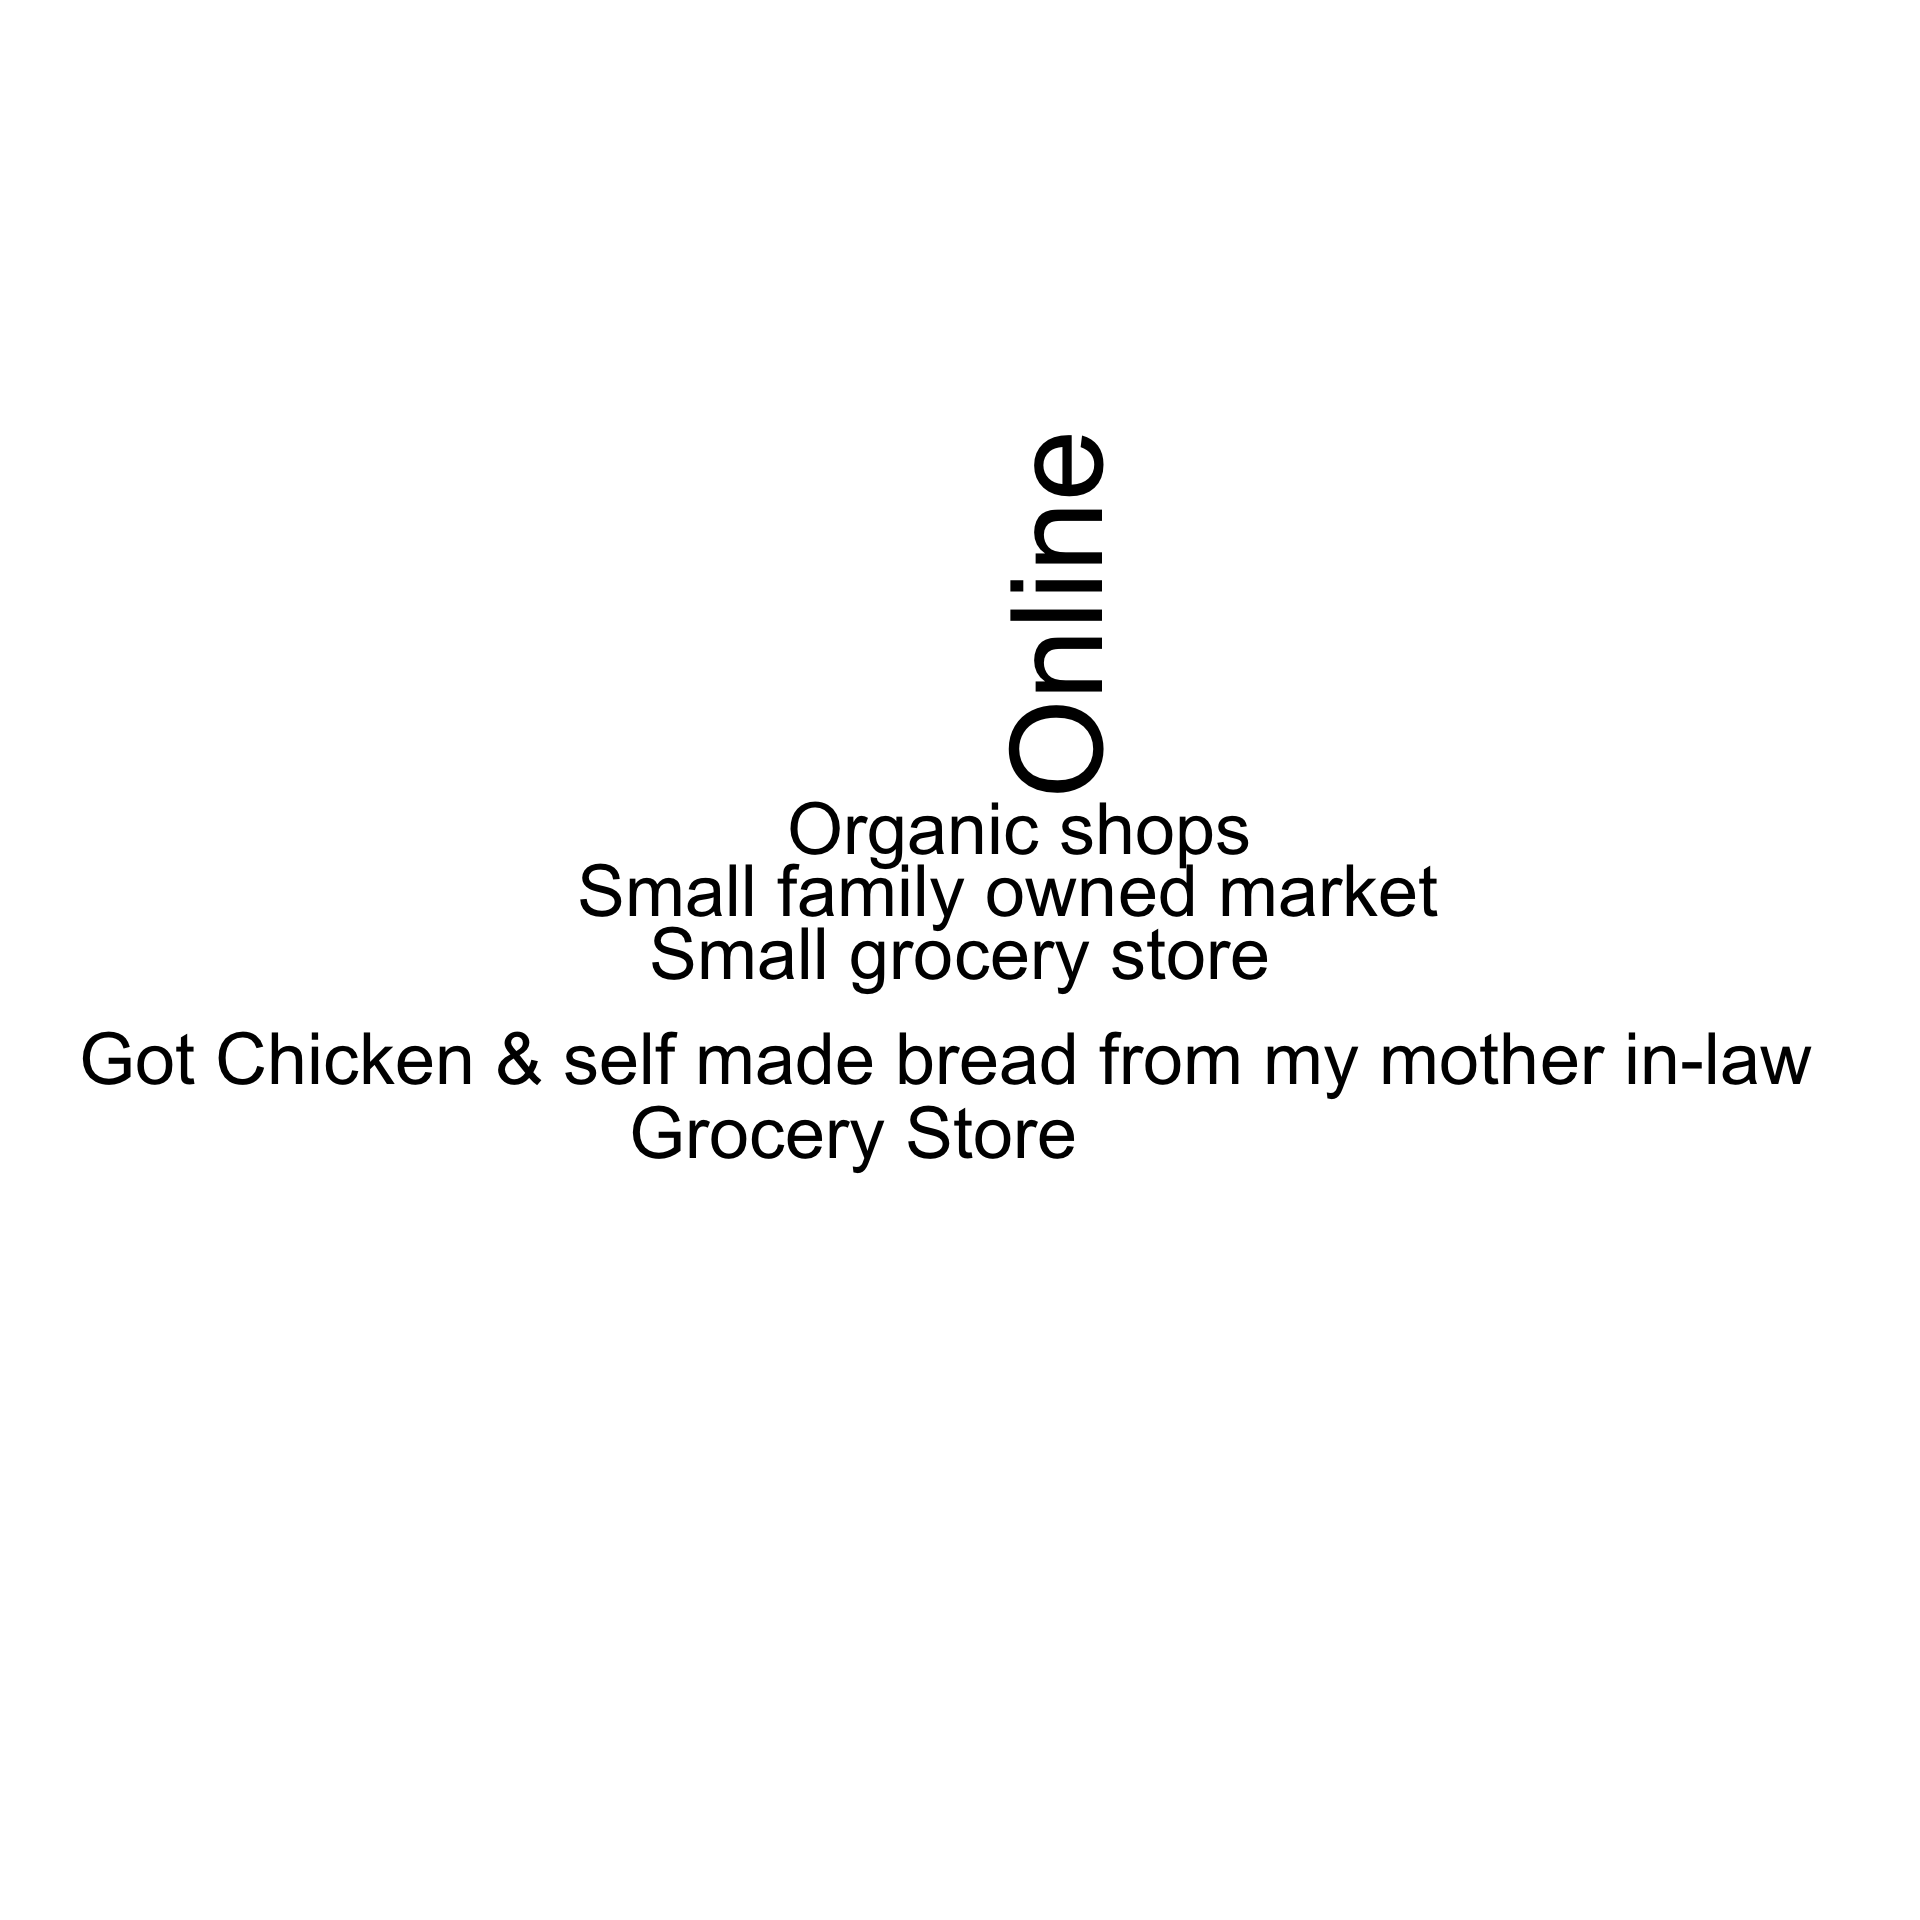 Online
Organic shops
Small family owned market
Small grocery store
Got Chicken & self made bread from my mother in-law
Grocery Store